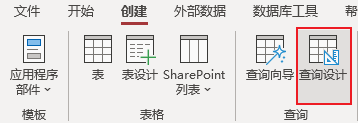 文件 开始 创建 外部数据 数据库工具
应用程序 表 表设计 SharePoint 查询向导 查询设计
部件 列表
模板 表格 查询